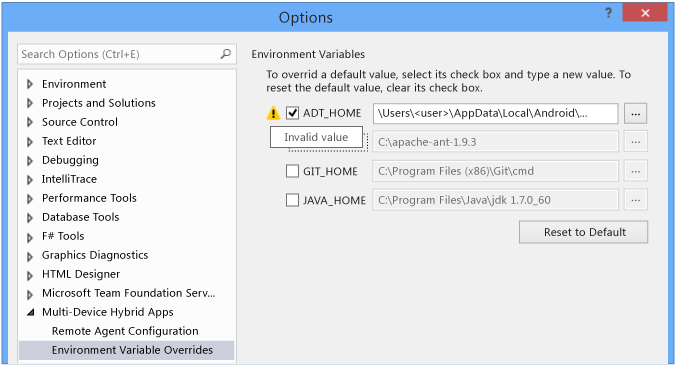 Options
?
Search Options (Ctrl+E)
Environment
Projects and Solutions
Source Control
Text Editor
Debugging
IntelliTrace
Performance Tools
Database Tools
F# Tools
Graphics Diagnostics
HTML Designer
Microsoft Team Foundation Serv...
Multi-Device Hybrid Apps
Remote Agent Configuration
Environment Variable Overrides
Environment Variables
To overrid a default value, select its check box and type a new value. To
reset the default value, clear its check box.
ADT_HOME \Users\<user>\AppData\Local\Android\... ...
Invalid value C:\apache-ant-1.9.3 ...
GIT_HOME C:\Program Files (x86)\Git\cmd ...
JAVA_HOME C:\Program Files\Java\jdk 1.7.0_60 ...
Reset to Default